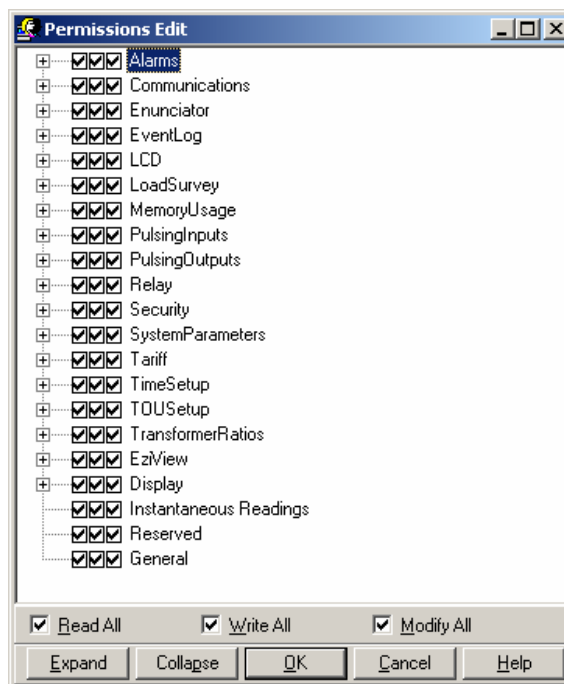 Permissions Edit
Alarms
Communications
Enunciator
EventLog
LCD
LoadSurvey
MemoryUsage
PulsingInputs
PulsingOutputs
Relay
Security
SystemParameters
Tariff
TimeSetup
TOUSetup
TransformerRatios
EziView
Display
Instantaneous Readings
Reserved
General
Read All Write All Modify All
Expand Collapse OK Cancel Help